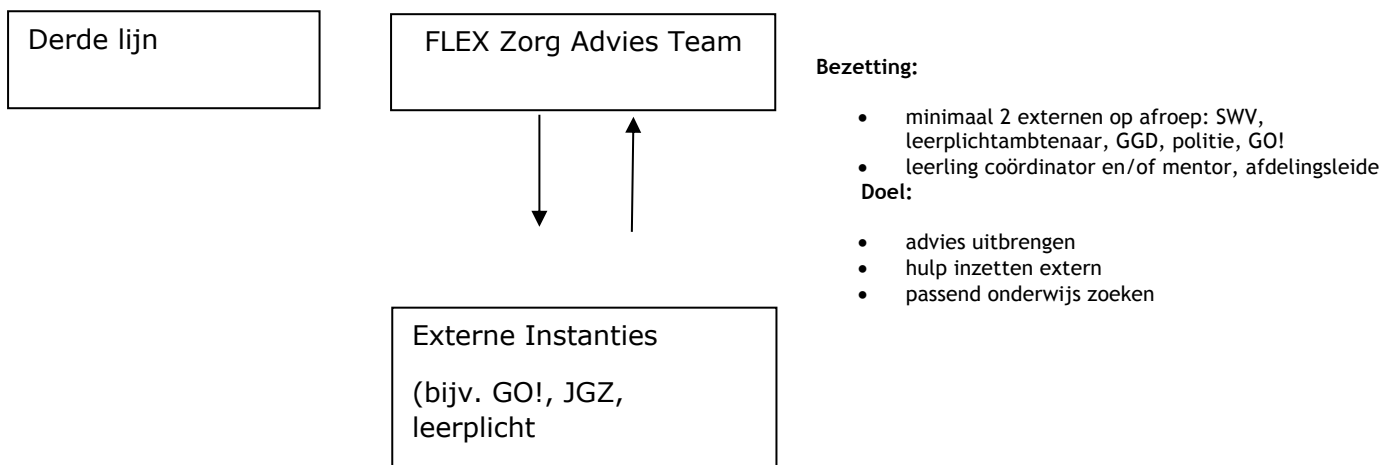 Derde lijn
FLEX Zorg Advies Team
Bezetting:
• minimaal 2 externen op afroep: SWV,
leerplichtambtenaar, GGD, politie, GO!
• leerling coördinator en/of mentor, afdelingsleide
Doel:
• advies uitbrengen
• hulp inzetten extern
• passend onderwijs zoeken
Externe Instanties
(bijv. GO!, JGZ,
leerplicht